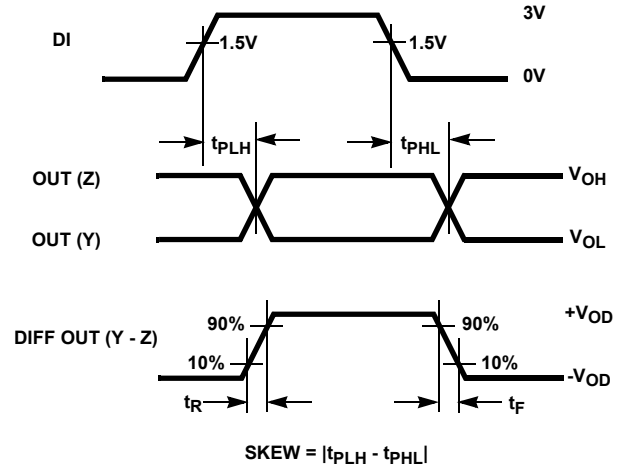 3V
DI
1.5V
1.5V
0V
tPLH
tPHL
OUT (Z)
VOH
OUT (Y)
VOL
+VOD
90%
90%
DIFF OUT (Y - Z)
10%
10%
-VOD
tR
tF
SKEW = |tPLH - tPHL|